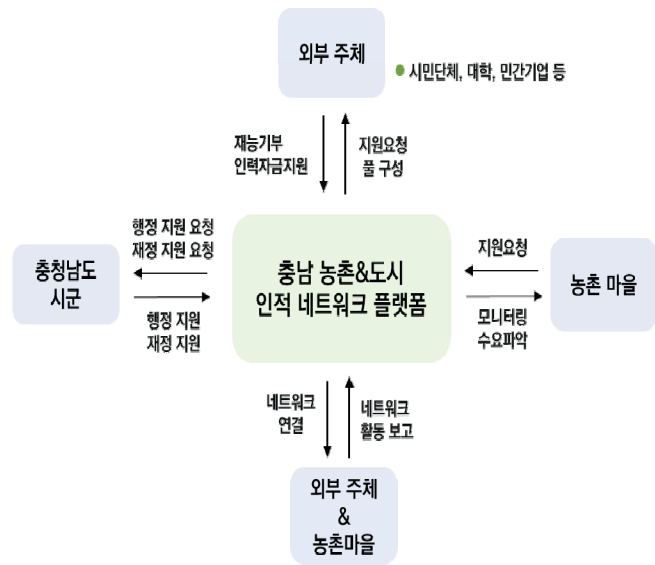 외부 주체
● 시민단체, 대학, 민간기업 등
재능기부
인력자금지원
지원요청
풀 구성
행정 지원 요청
재정 지원 요청
충청남도
시군
행정 지원
재정 지원
충남 농촌&도시
인적 네트워크 플랫폼
지원요청
농촌 마을
모니터링
수요파악
네트워크
연결
네트워크
활동 보고
외부 주체
&
농촌마을